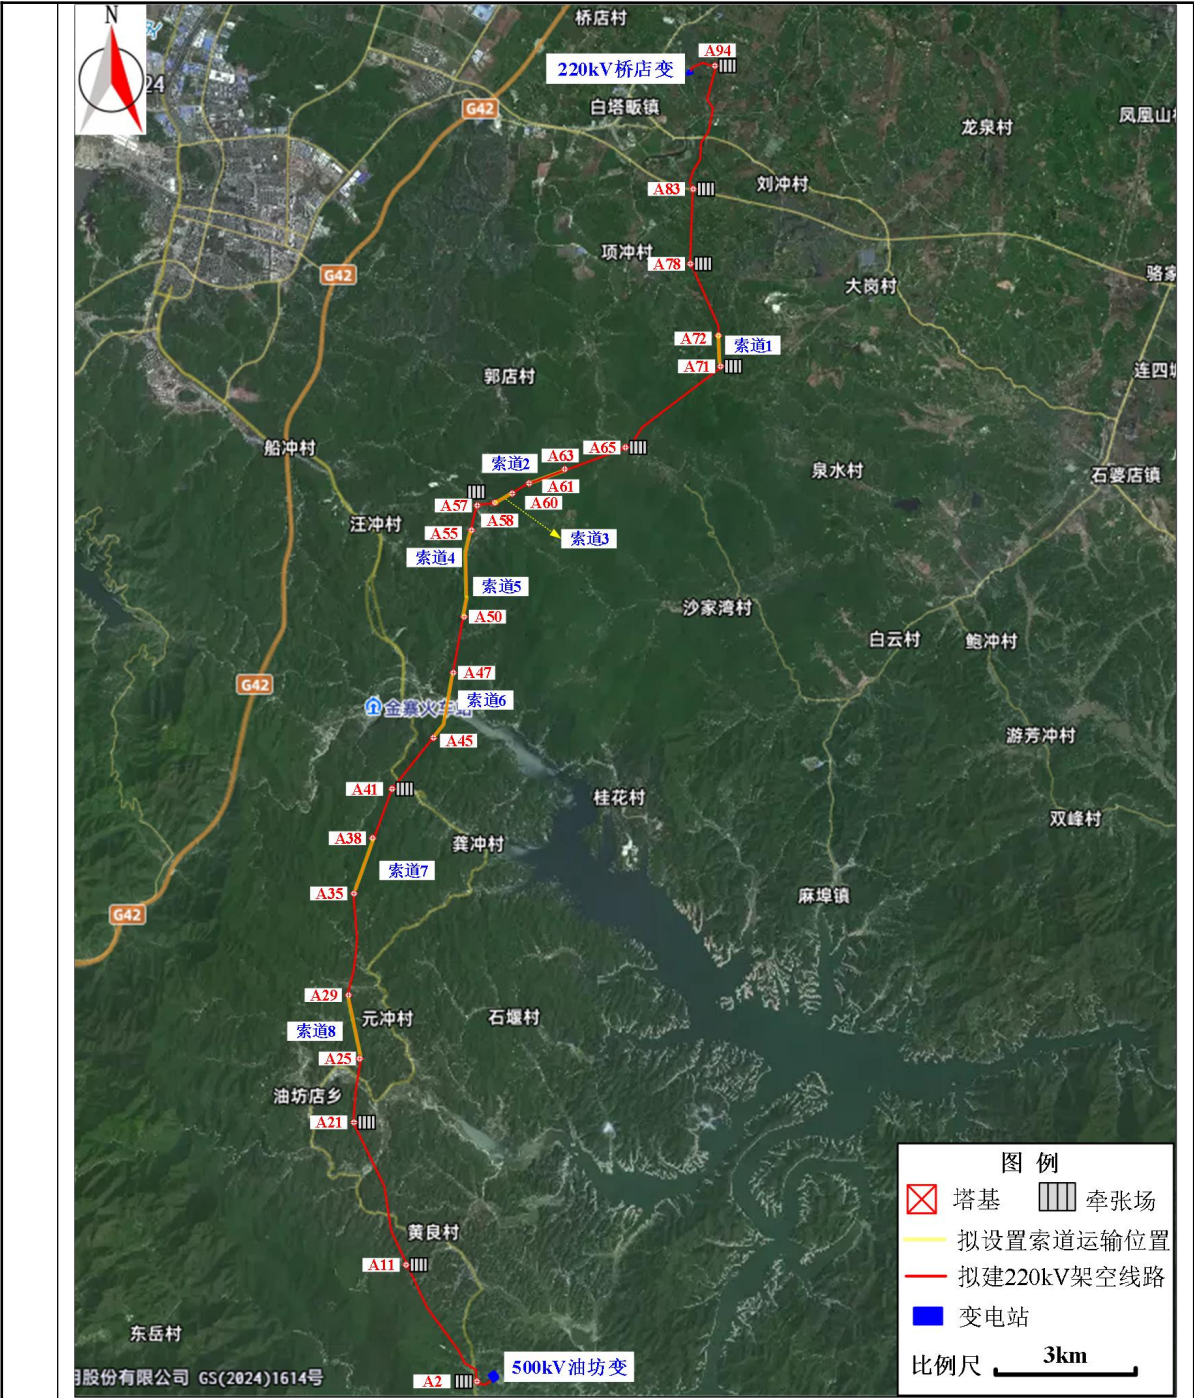 N
桥店村
A94
220kV桥店变
24
G42
白塔畈镇
凤凰山
龙泉村
A83
刘冲村
项冲村
A78
G42
骆家
大岗村
A72
索道1
A71
连四
郭店村
船冲村
A65
A63
索道2
泉水村
石婆店镇
A61
A57
A60
A58
汪冲村
A55
索道3
索道4
索道5
沙家湾村
A50
白云村
鲍冲村
A47
G42
索道6
金寨火车站
A45
游芳冲村
A41
桂花村
双峰村
A38
龚冲村
索道7
A35
麻埠镇
G42
A29
元冲村
石堰村
索道8
A25
油坊店乡
A21
黄良村
A11
东岳村
500kV油坊变
A2
股份有限公司 GS(2024)1614号
图 例
塔基
牵张场
拟设置索道运输位置
拟建220kV架空线路
变电站
比例尺
3km